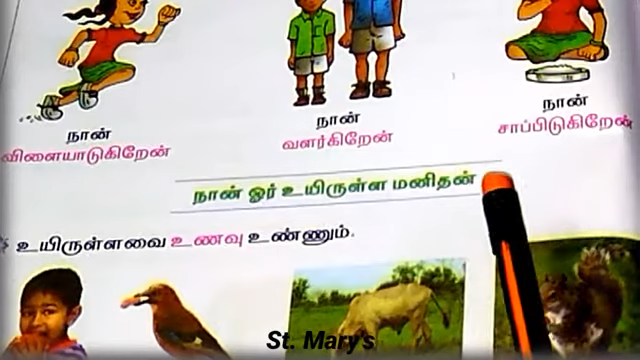 நான்
விளையாடுகிறேன்
நான்
வளர்கிறேன்
நான்
சாப்பிடுகிறேன்
நான் ஓர் உயிருள்ள மனிதன்
உயிருள்ளவை உணவு உண்ணும்.
St. Mary's